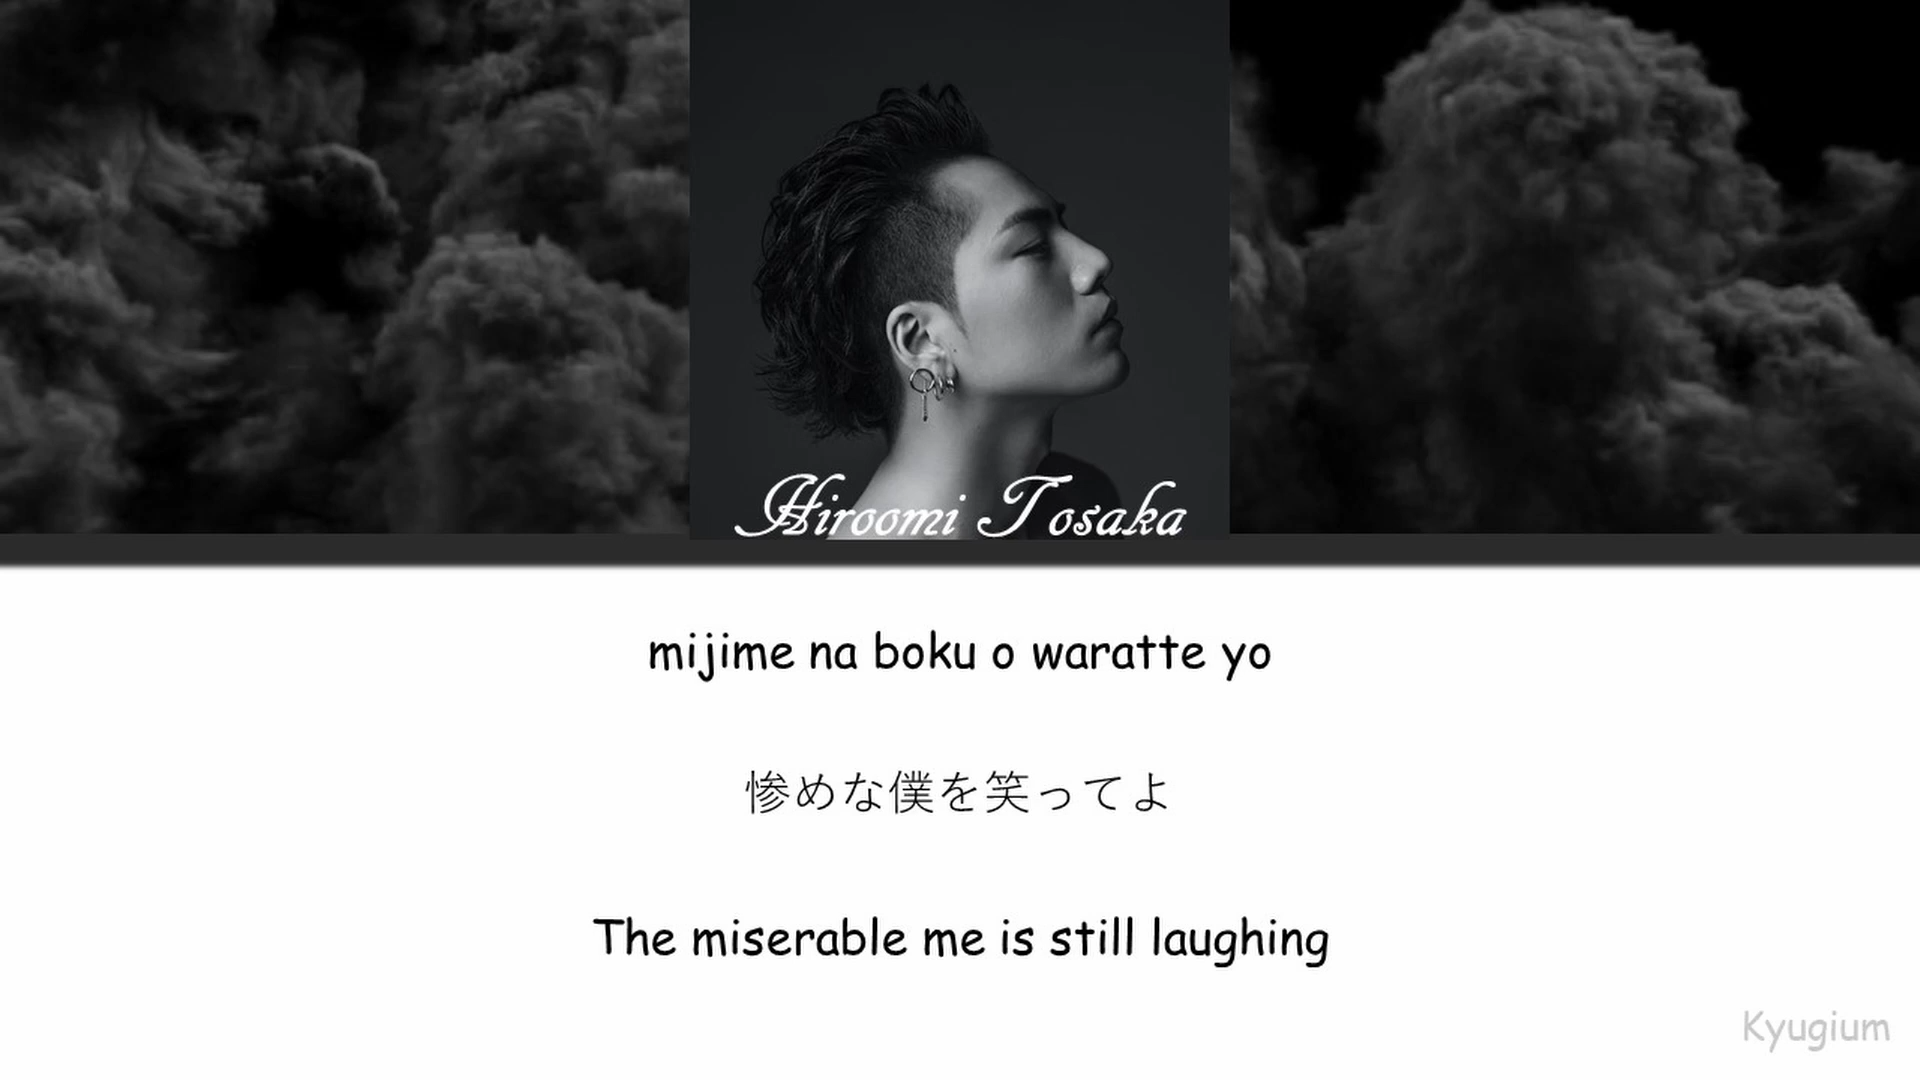 Hiroomi Tosaka
mijime na boku o waratte yo
惨めな僕を笑ってよ
The miserable me is still laughing
Kyugium